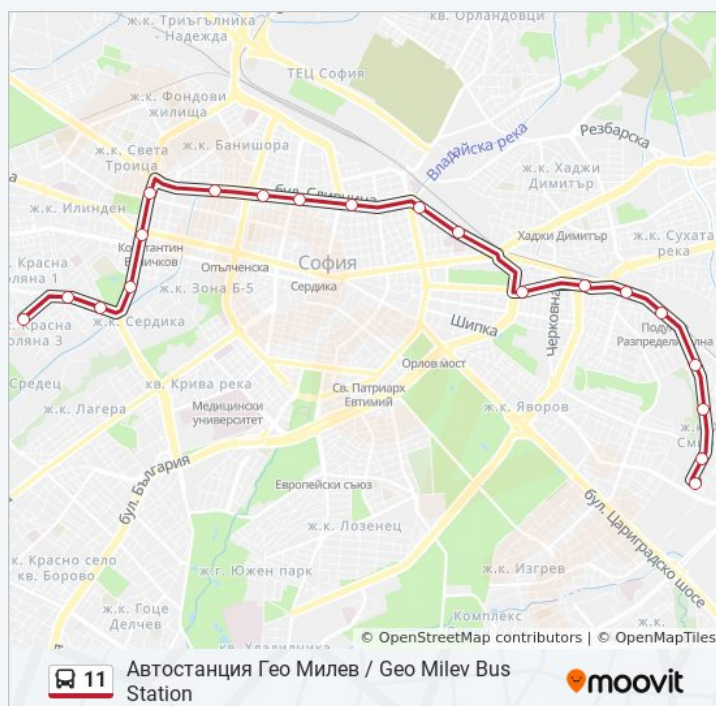 ж.к. Триъгълника
- Надежда
кв. Орландовци
ТЕЦ София
ж.к. Фондови
жилища
Владайска река
Резбарска
ж.к. Света
Троица
ж.к. Банишора
ж.к. Хаджи
Димитър
бул. Сливница
ж.к. Илинден
Хаджи Димитър
ж.к. Сухата
река
Константин
Величков
София
Опълченска
Сердика
ж.к. Зона Б-5
ж.к. Сердика
Шипка
Черковна
Орлов мост
Средец
ж.к. Лагера
кв. Крива река
Медицински
университет
Св. Патриарх
Евтимий
ж.к. Яворов
бул. България
Европейски съюз
ж.к. Лозенец
бул. Цариградско шосе
ж.к. Красно село
кв. Борово
ж.г. Южен парк
ж.к. Изгрев
ж.к. Гоце
Делчев
Комплекс
ж.к.
© OpenStreetMap contributors | © OpenMapTiles
11
Автостанция Гео Милев / Geo Milev Bus
Station
moovit